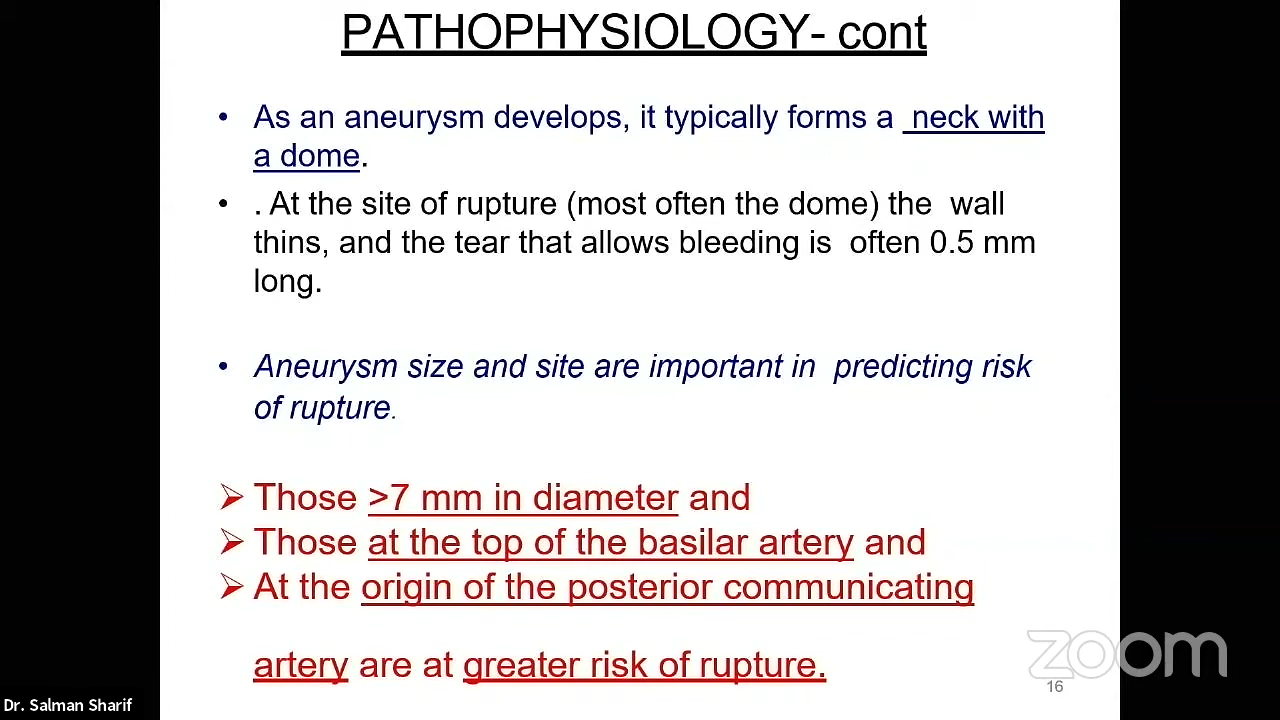 PATHOPHYSIOLOGY- cont
• As an aneurysm develops, it typically forms a neck with
a dome.
• . At the site of rupture (most often the dome) the wall
thins, and the tear that allows bleeding is often 0.5 mm
long.
• Aneurysm size and site are important in predicting risk
of rupture.
➢ Those >7 mm in diameter and
➢ Those at the top of the basilar artery and
➢ At the origin of the posterior communicating
artery are at greater risk of rupture.
zoom
16
Dr. Salman Sharif